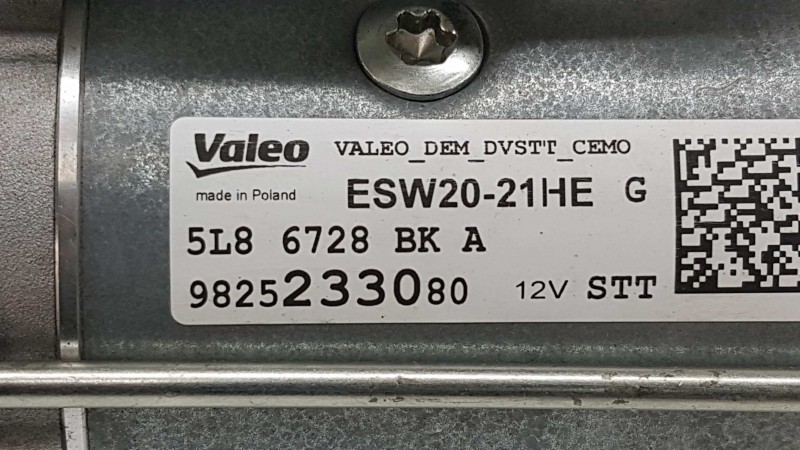 Valeo VALEO_DEM_DVSTT_CEMO
made in Poland ESW20-21HE G
5L8 6728 BK A
9825233080 12V STT